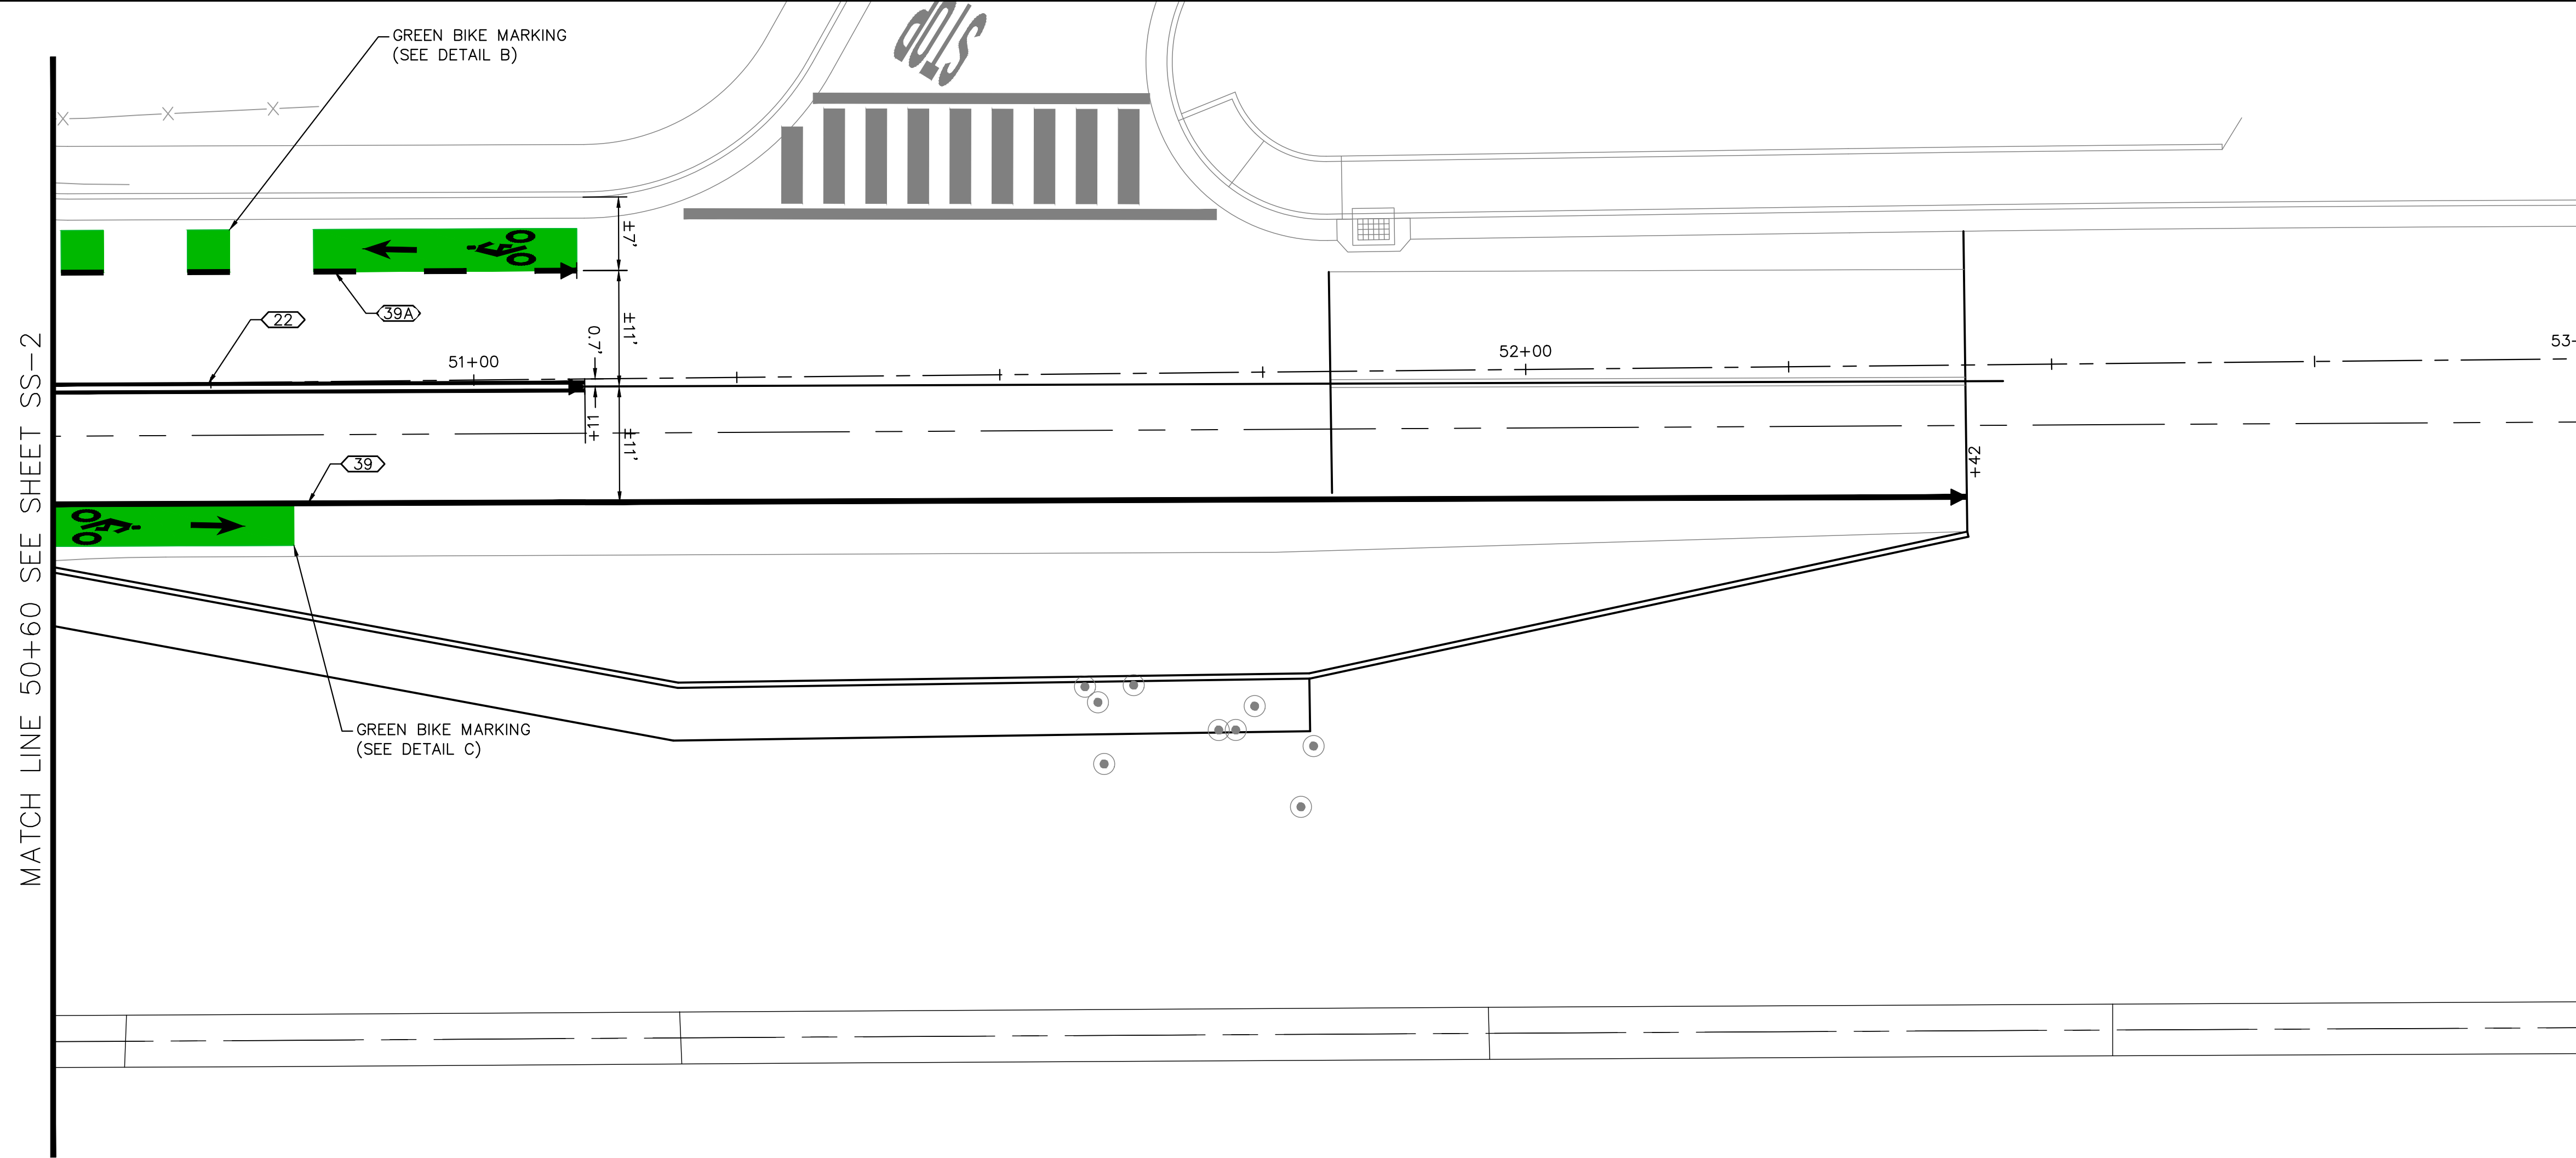 STOP
GREEN BIKE MARKING
(SEE DETAIL B)
±7'
39A
22
±11'
0.7'
51+00
52+00
53-
+11
±11'
39
+42
MATCH LINE 50+60 SEE SHEET SS-2
GREEN BIKE MARKING
(SEE DETAIL C)